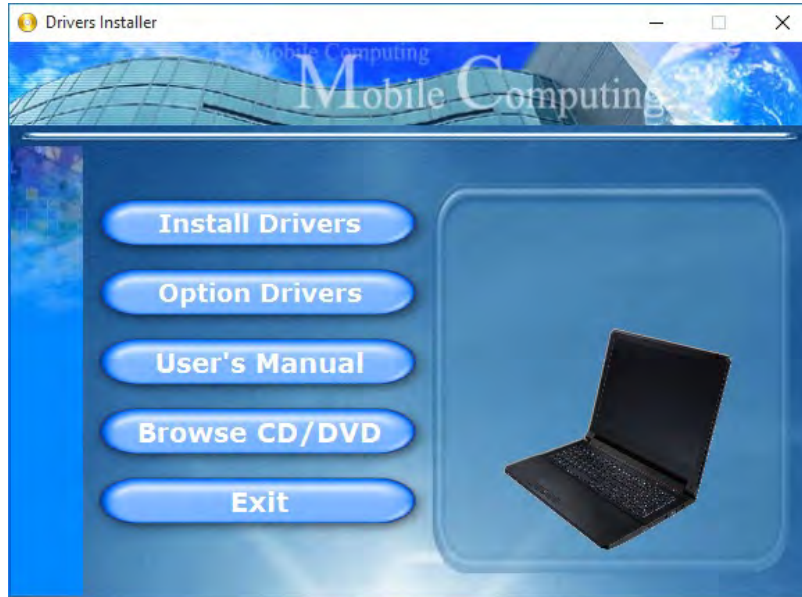 Drivers Installer
Mobile Computing
Mobile Computing
Install Drivers
Option Drivers
User's Manual
Browse CD/DVD
Exit